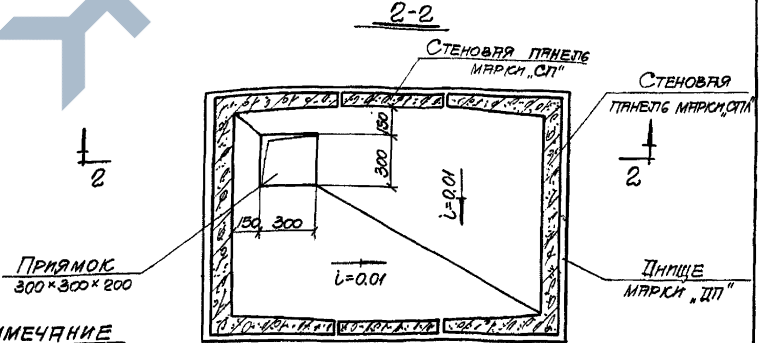 2-2
СТЕНОВАЯ ПАНЕЛЬ
МАРКИ „СП"
СТЕНОВАЯ
ПАНЕЛЬ МАРКИ „СПЛ"
150
300
2
2
i=0.01
150 300
i=0.01
ПРИЯМОК
300×300×200
ДНИЩЕ
МАРКИ „ДП"
ИМЕЧАНИЕ